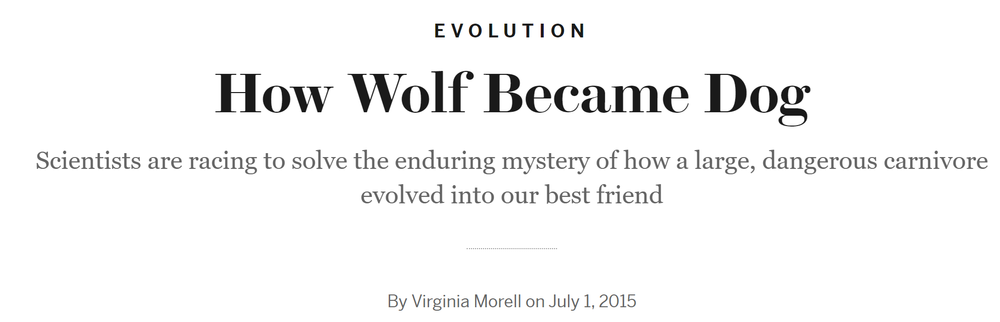 EVOLUTION
How Wolf Became Dog
Scientists are racing to solve the enduring mystery of how a large, dangerous carnivore
evolved into our best friend
By Virginia Morell on July 1, 2015